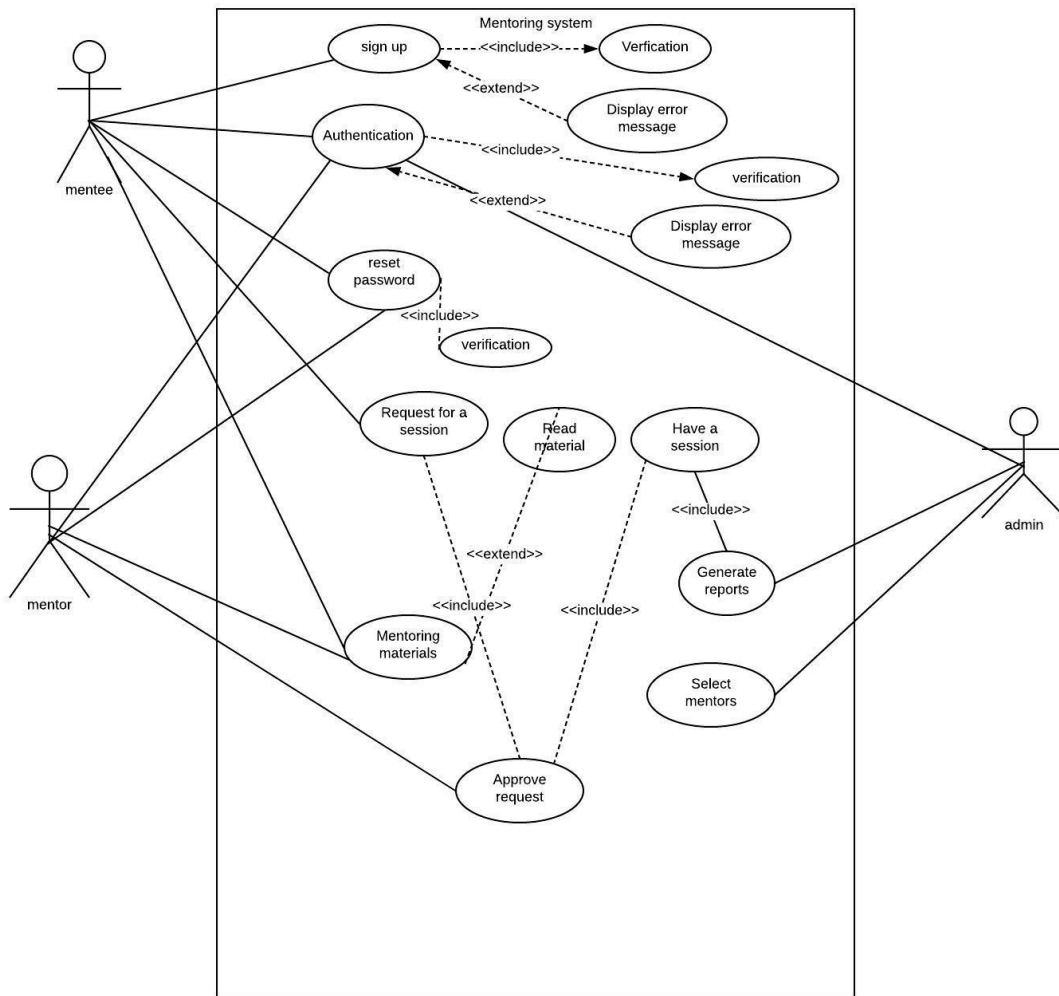 Mentoring system
sign up
<<include>>
Verfication
<<extend>>
Display error
message
Authentication
<<include>>
verification
mentee
<<extend>>
Display error
message
reset
password
<<include>>
verification
Request for a
session
Read
material
Have a
session
<<include>>
admin
<<extend>>
Generate
reports
mentor
<<include>>
<<include>>
Mentoring
materials
Select
mentors
Approve
request